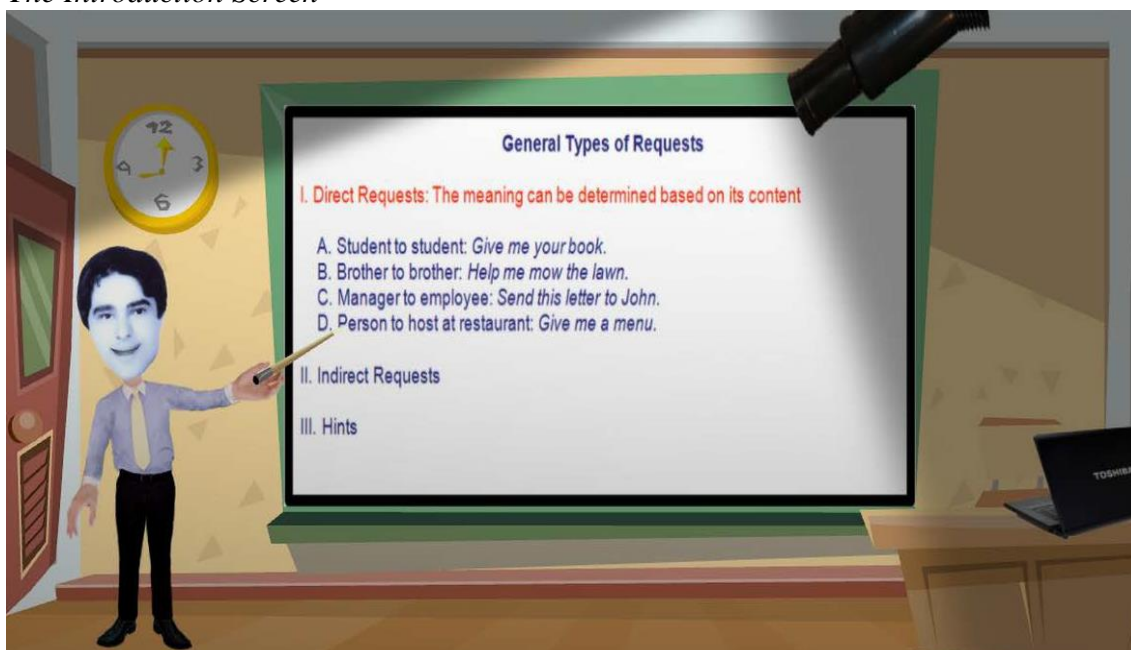 The Introduction Screen
12
9
3
6
General Types of Requests
I. Direct Requests: The meaning can be determined based on its content
A. Student to student: Give me your book.
B. Brother to brother: Help me mow the lawn.
C. Manager to employee: Send this letter to John.
D. Person to host at restaurant: Give me a menu.
II. Indirect Requests
III. Hints
TOSHIBA